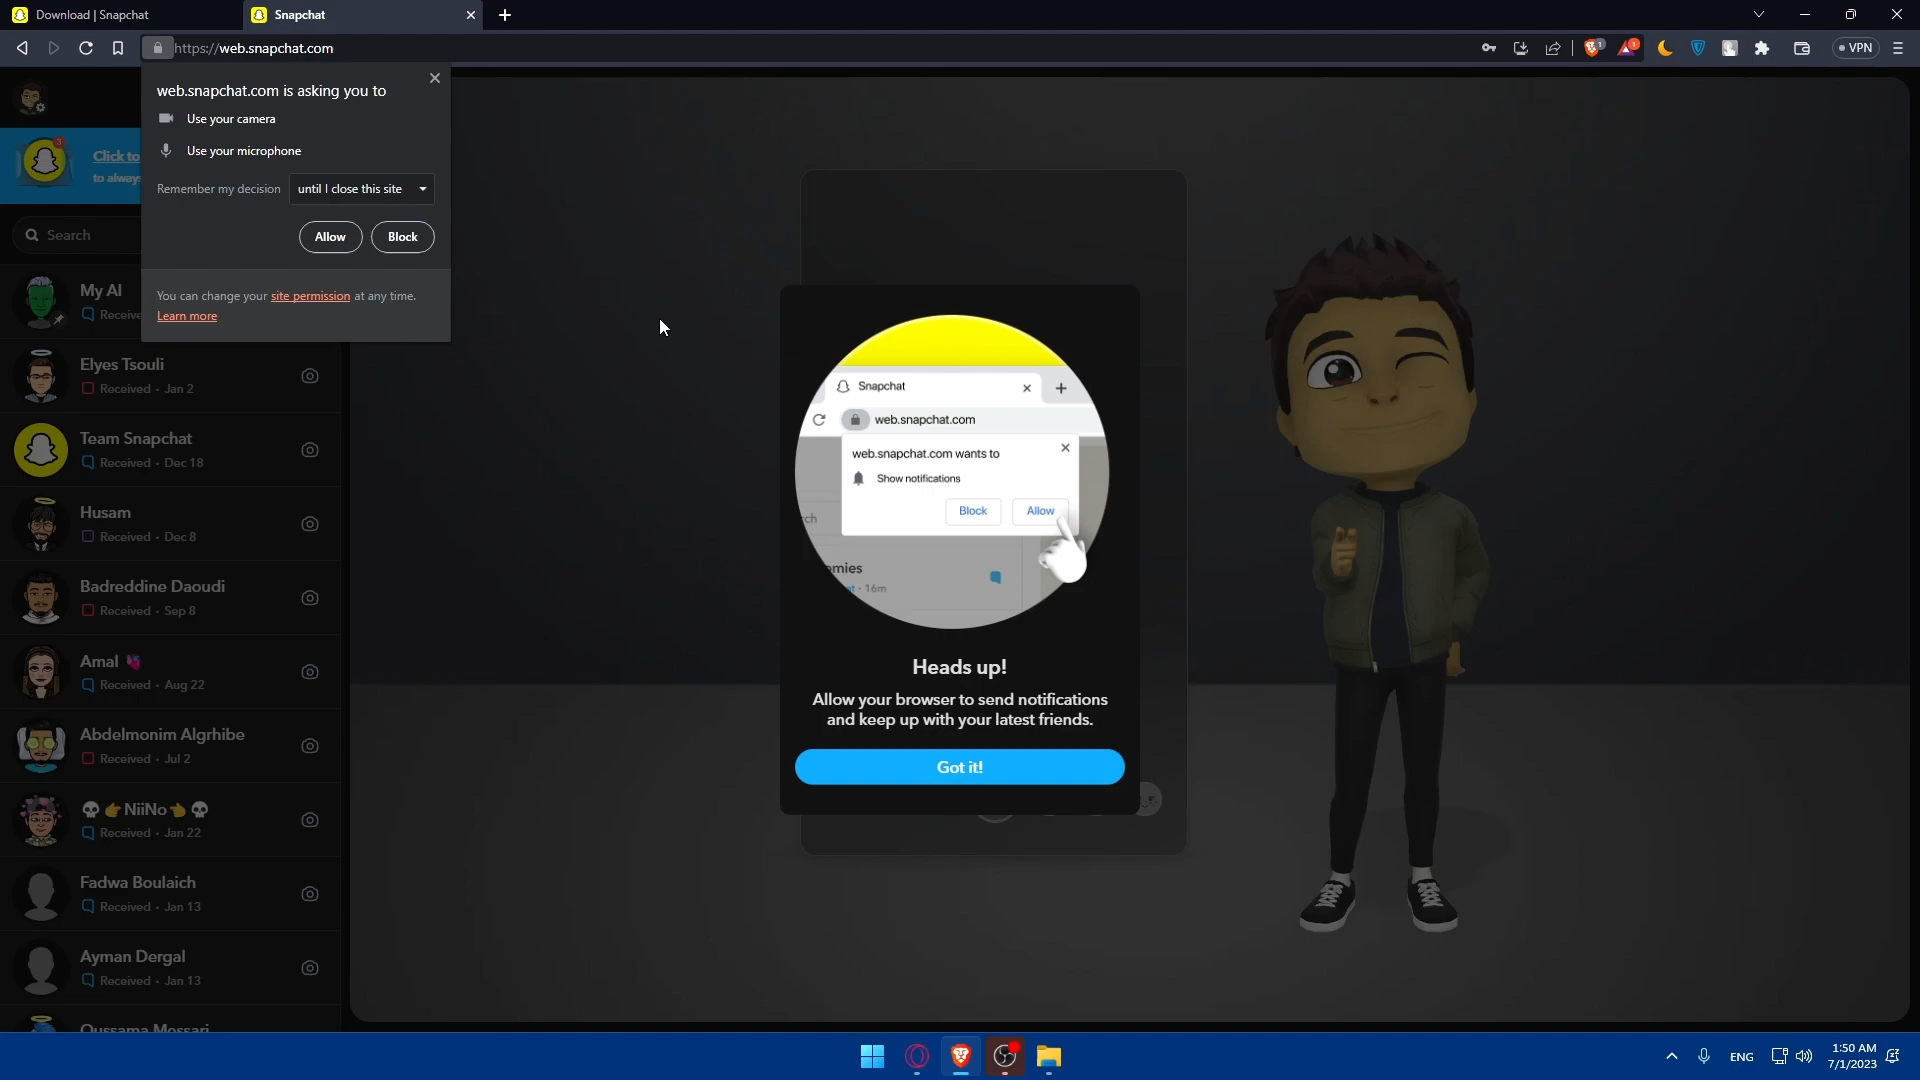 Download | Snapchat
Snapchat
https://web.snapchat.com
1
1
VPN
web.snapchat.com is asking you to
Use your camera
Use your microphone
Remember my decision
until I close this site
Allow
Block
You can change your site permission at any time.
Learn more
3
Click to
to
Search
My AI
Elyes Tsouli
Received · Jan 2
Team Snapchat
Received · Dec 18
Husam
Received · Dec 8
Badreddine Daoudi
Received · Sep 8
Amal
Received · Aug 22
Abdelmonim Algrhibe
Received · Jul 2
💀👉NiiNo👈💀
Received · Jan 22
Fadwa Boulaich
Received · Jan 13
Ayman Dergal
Received · Jan 13
Oussama Messari
Snapchat
web.snapchat.com
web.snapchat.com wants to
Show notifications
Block
Allow
16m
Heads up!
Allow your browser to send notifications
and keep up with your latest friends.
Got it!
ENG
1:50 AM
7/1/2023